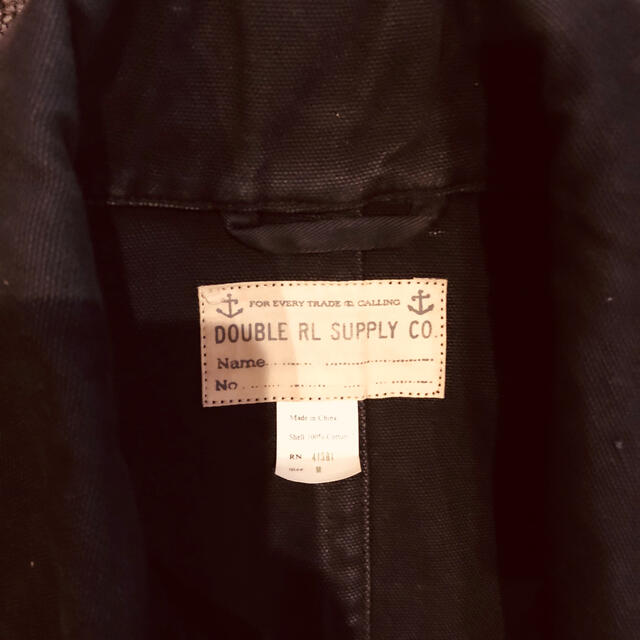 FOR EVERY TRADE & CALLING
DOUBLE RL SUPPLY CO.
Name
No
Made in China
Shell 100% Cotton
RN 41381
M